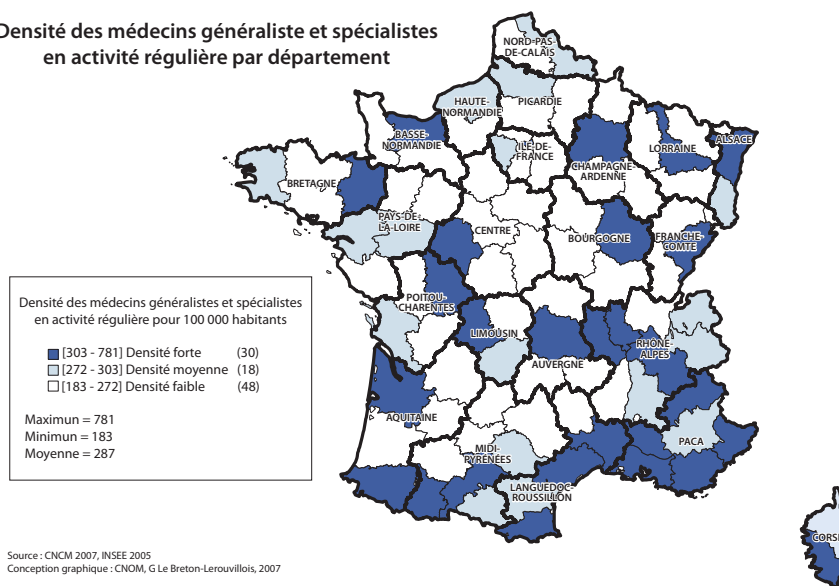 Densité des médecins généraliste et spécialistes
en activité régulière par département
NORD-PAS-
DE-CALAIS
HAUTE-
NORMANDIE
PICARDIE
BASSE-
NORMANDIE
ILE-DE-
FRANCE
CHAMPAGNE-
ARDENNE
LORRAINE
ALSACE
BRETAGNE
PAYS-DE-
LA-LOIRE
CENTRE
BOURGOGNE
FRANCHE-
COMTE
POITOU-
CHARENTES
LIMOUSIN
AUVERGNE
RHONE-
ALPES
AQUITAINE
MIDI-
PYRÉNÉES
LANGUEDOC-
ROUSSILLON
PACA
Densité des médecins généralistes et spécialistes
en activité régulière pour 100 000 habitants
[303 - 781] Densité forte (30)
[272 - 303] Densité moyenne (18)
[183 - 272] Densité faible (48)
Maximun = 781
Minimun = 183
Moyenne = 287
Source : CNCM 2007, INSEE 2005
Conception graphique : CNOM, G Le Breton-Lerouvillois, 2007